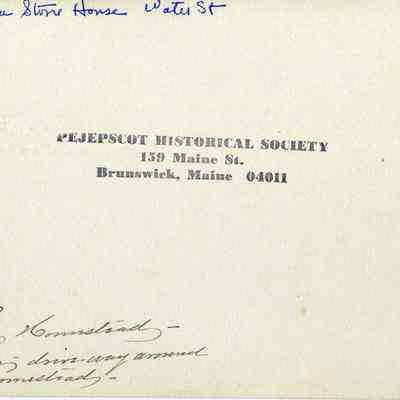 Stone House Water St
PEJEPSCOT HISTORICAL SOCIETY
159 Maine St.
Brunswick, Maine 04011
Homestead —
drive-way around
Homestead —